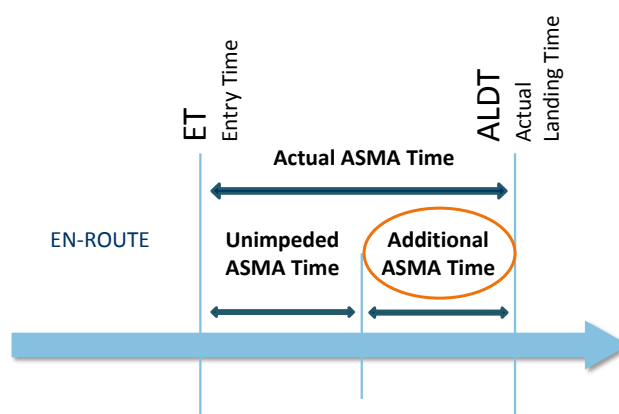 ET
Entry Time
ALDT
Actual
Landing Time
Actual ASMA Time
EN-ROUTE
Unimpeded
ASMA Time
Additional
ASMA Time